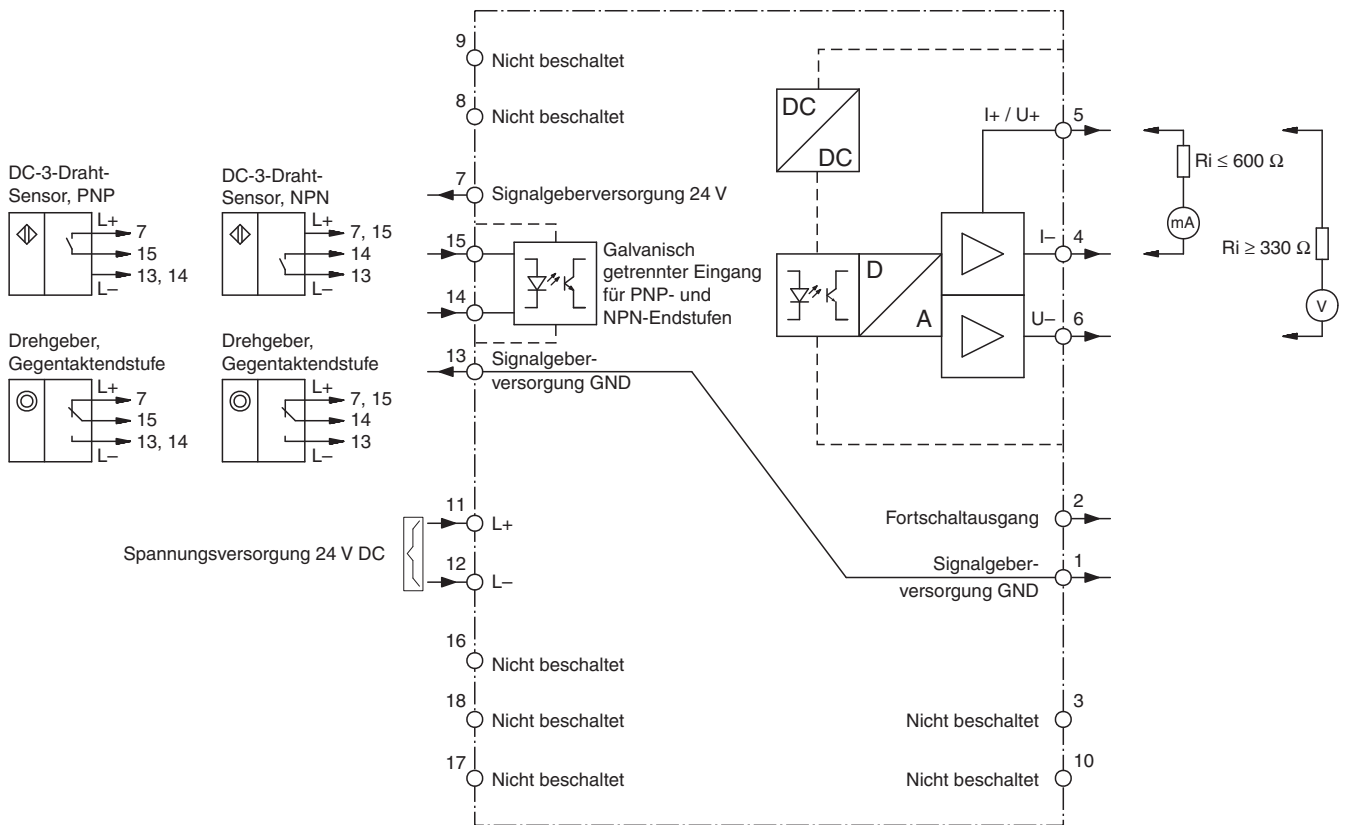 9
Nicht beschaltet
8
Nicht beschaltet
DC
DC
I+ / U+
5
Ri ≤ 600 Ω
mA
Ri ≥ 330 Ω
V
DC-3-Draht-
Sensor, PNP
L+
7
15
13, 14
L–
DC-3-Draht-
Sensor, NPN
L+
7, 15
14
13
L–
7
Signalgeberversorgung 24 V
15
Galvanisch
getrennter Eingang
für PNP- und
NPN-Endstufen
14
D
A
I–
4
U–
6
Drehgeber,
Gegentaktendstufe
L+
7
15
13, 14
L–
Drehgeber,
Gegentaktendstufe
L+
7, 15
14
13
L–
13
Signalgeber-
versorgung GND
11
L+
Spannungsversorgung 24 V DC
12
L–
2
Fortschaltausgang
Signalgeber-
versorgung GND
1
16
Nicht beschaltet
18
Nicht beschaltet
3
Nicht beschaltet
17
Nicht beschaltet
10
Nicht beschaltet